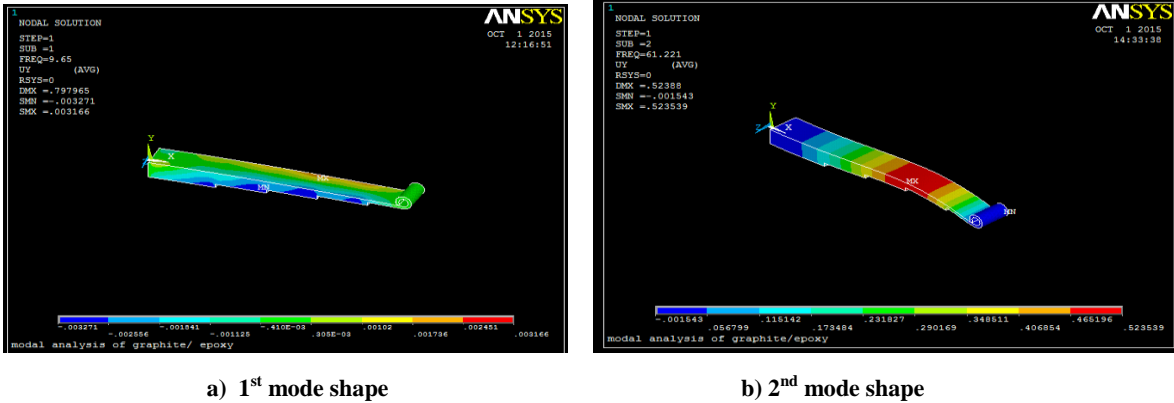 1
NODAL SOLUTION
STEP=1
SUB =1
FREQ=9.65
UY (AVG)
RSYS=0
DMX =.797965
SMN =-.003271
SMX =.003166
ANSYS
OCT 1 2015
12:16:51
Y
X
Z
MX
MN
-.003271
-.002556
-.001841
-.001125
-.410E-03
.305E-03
.00102
.001736
.002451
.003166
modal analysis of graphite/ epoxy
a) 1st mode shape
1
NODAL SOLUTION
STEP=1
SUB =2
FREQ=61.221
UY (AVG)
RSYS=0
DMX =.52388
SMN =-.001543
SMX =.523539
ANSYS
OCT 1 2015
14:33:38
Y
X
Z
MX
MN
-.001543
.056799
.115142
.173484
.231827
.290169
.348511
.406854
.465196
.523539
modal analysis of graphite/epoxy
b) 2nd mode shape